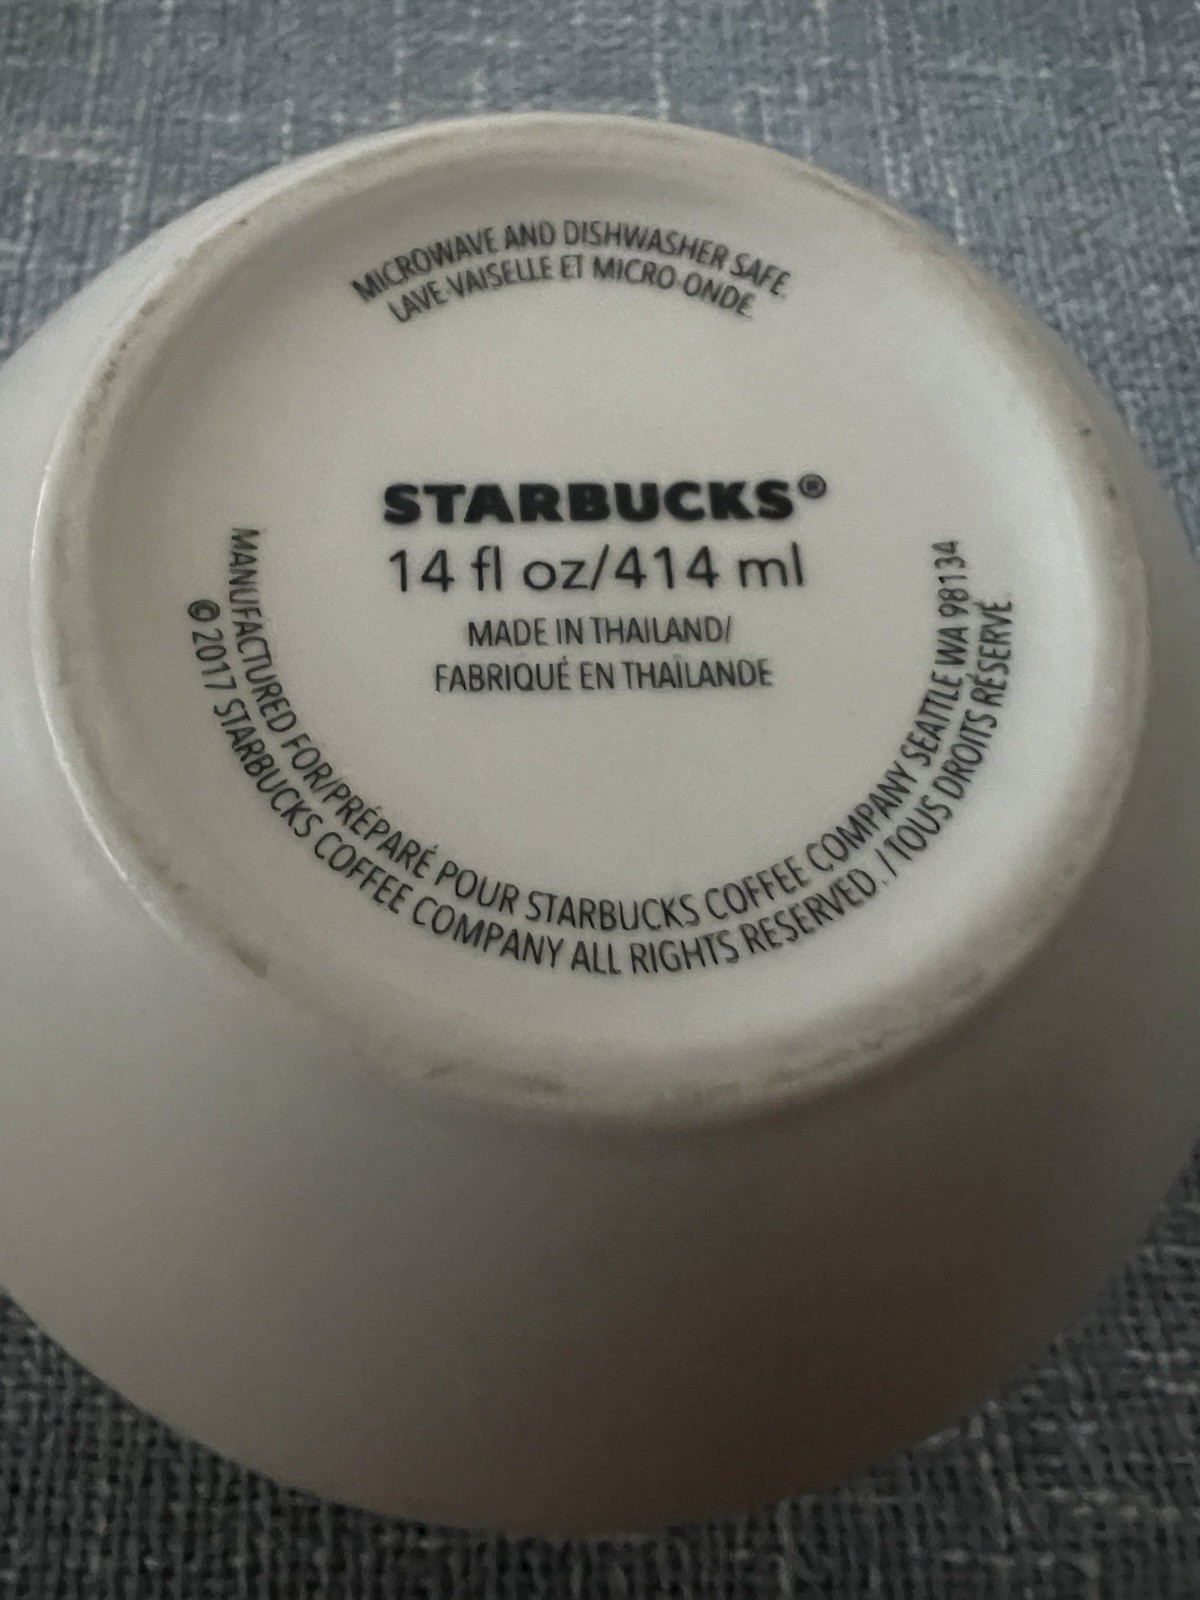 MICROWAVE AND DISHWASHER SAFE.
LAVE-VAISELLE ET MICRO-ONDE.
STARBUCKS®
14 fl oz/414 ml
MADE IN THAILAND/
FABRIQUÉ EN THAÏLANDE
MANUFACTURED FOR/PRÉPARÉ POUR STARBUCKS COFFEE COMPANY SEATTLE WA 98134
© 2017 STARBUCKS COFFEE COMPANY ALL RIGHTS RESERVED. / TOUS DROITS RÉSERVÉ.